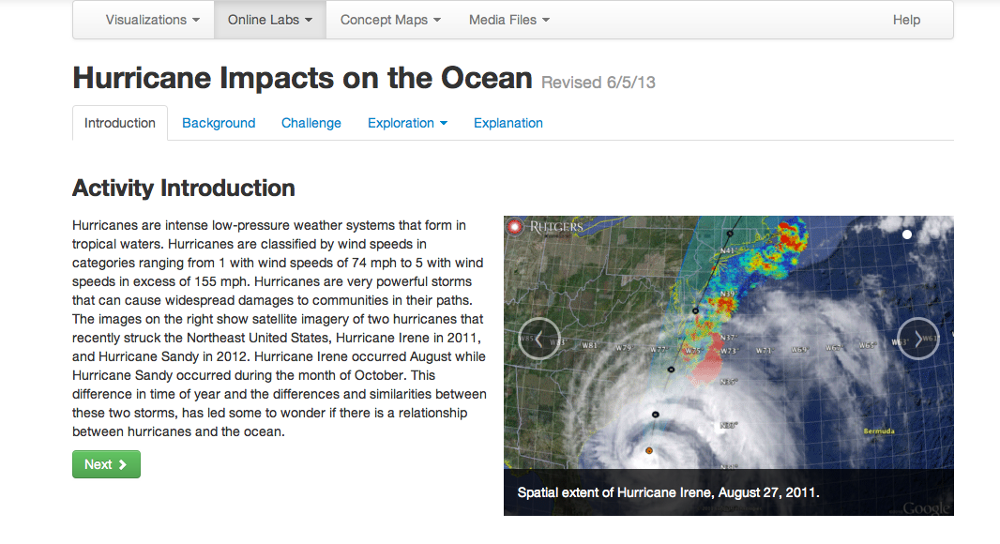 Visualizations Online Labs Concept Maps Media Files Help
Hurricane Impacts on the Ocean Revised 6/5/13
Introduction Background Challenge Exploration Explanation
Activity Introduction
Hurricanes are intense low-pressure weather systems that form in
tropical waters. Hurricanes are classified by wind speeds in
categories ranging from 1 with wind speeds of 74 mph to 5 with wind
speeds in excess of 155 mph. Hurricanes are very powerful storms
that can cause widespread damages to communities in their paths.
The images on the right show satellite imagery of two hurricanes that
recently struck the Northeast United States, Hurricane Irene in 2011,
and Hurricane Sandy in 2012. Hurricane Irene occurred August while
Hurricane Sandy occurred during the month of October. This
difference in time of year and the differences and similarities between
these two storms, has led some to wonder if there is a relationship
between hurricanes and the ocean.
Next
RUTGERS
N41°
N39°
N37°
W81° W79° W77° W75° W73° W71° W69° W67° W65° W63° W61°
N35°
N33°
Bermuda
Spatial extent of Hurricane Irene, August 27, 2011.
Google